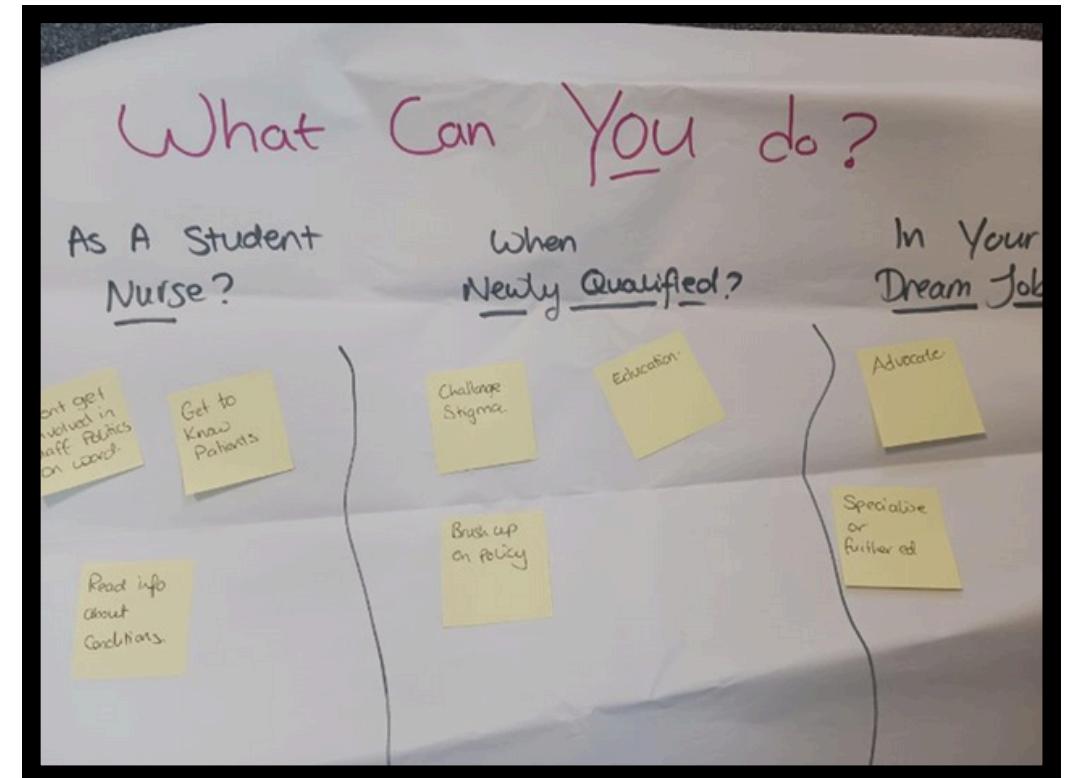 What Can You do?
As A Student
Nurse?
When
Newly Qualified?
In Your
Dream Job
ont get
volved in
aff Politics
on ward.
Get to
Know
Patients
Read info
about
Conditions.
Challenge
Stigma.
Education.
Brush up
on policy
Advocate.
Specialise
or
further ed